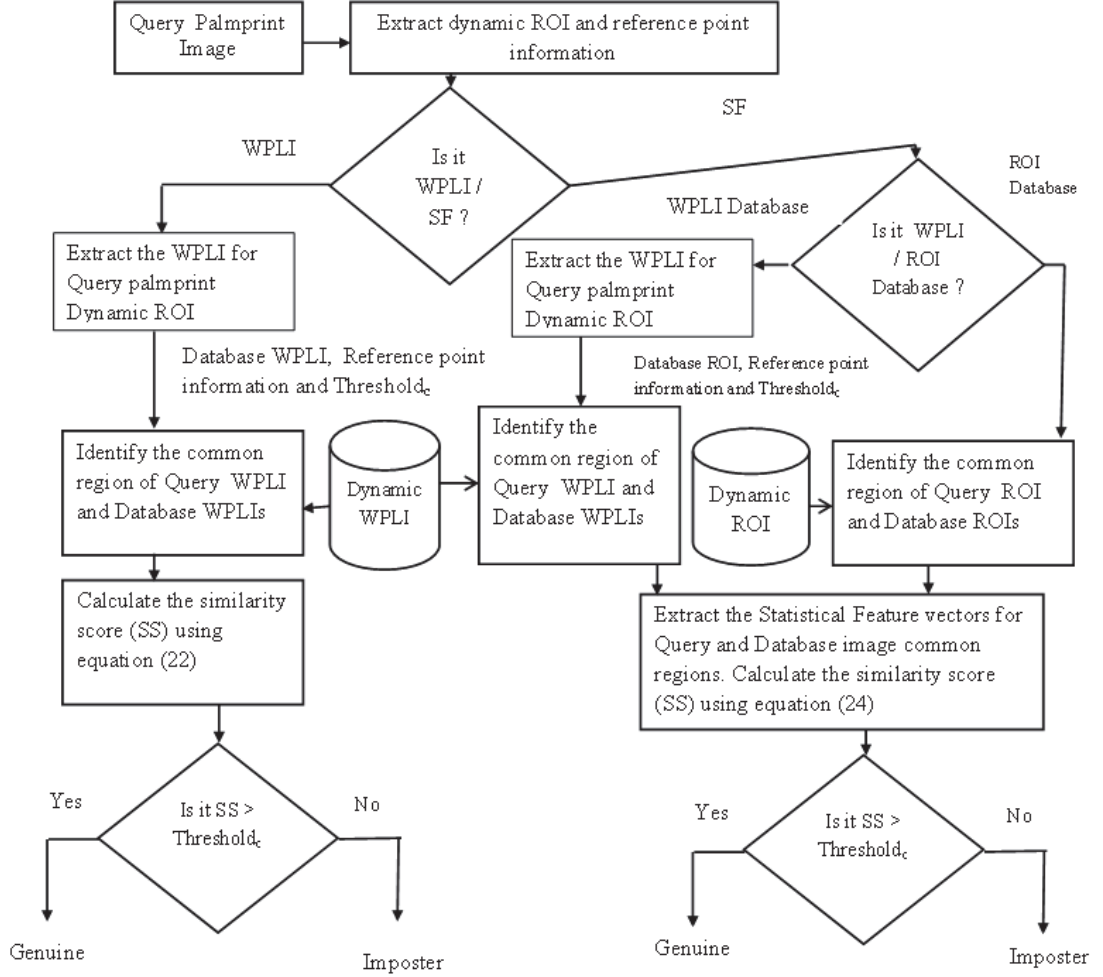 Query Palmprint
Image
Extract dynamic ROI and reference point
information
SF
WPLI
Is it
WPLI /
SF ?
ROI
Database
WPLI Database
Is it WPLI
/ ROI
Database ?
Extract the WPLI for
Query palmprint
Dynamic ROI
Extract the WPLI for
Query palmprint
Dynamic ROI
Database WPLI, Reference point
information and Thresholdc
Database ROI, Reference point
information and Thresholdc
Identify the common
region of Query WPLI
and Database WPLIs
Dynamic
WPLI
Identify the
common region of
Query WPLI and
Database WPLIs
Dynamic
ROI
Identify the common
region of Query ROI
and Database ROIs
Calculate the similarity
score (SS) using
equation (22)
Extract the Statistical Feature vectors for
Query and Database image common
regions. Calculate the similarity score
(SS) using equation (24)
Yes
Is it SS >
Thresholdc
No
Yes
Is it SS >
Thresholdc
No
Genuine
Imposter
Genuine
Imposter